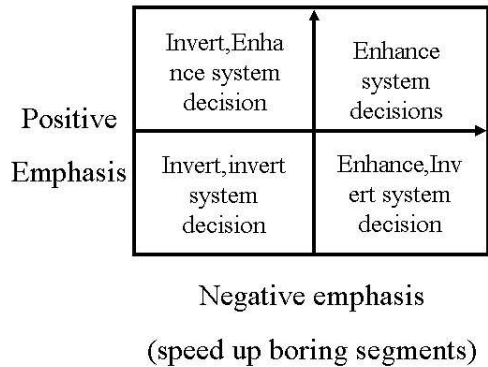 Invert,Enha
nce system
decision
Enhance
system
decisions
Positive
Emphasis
Invert,invert
system
decision
Enhance,Inv
ert system
decision
Negative emphasis
(speed up boring segments)